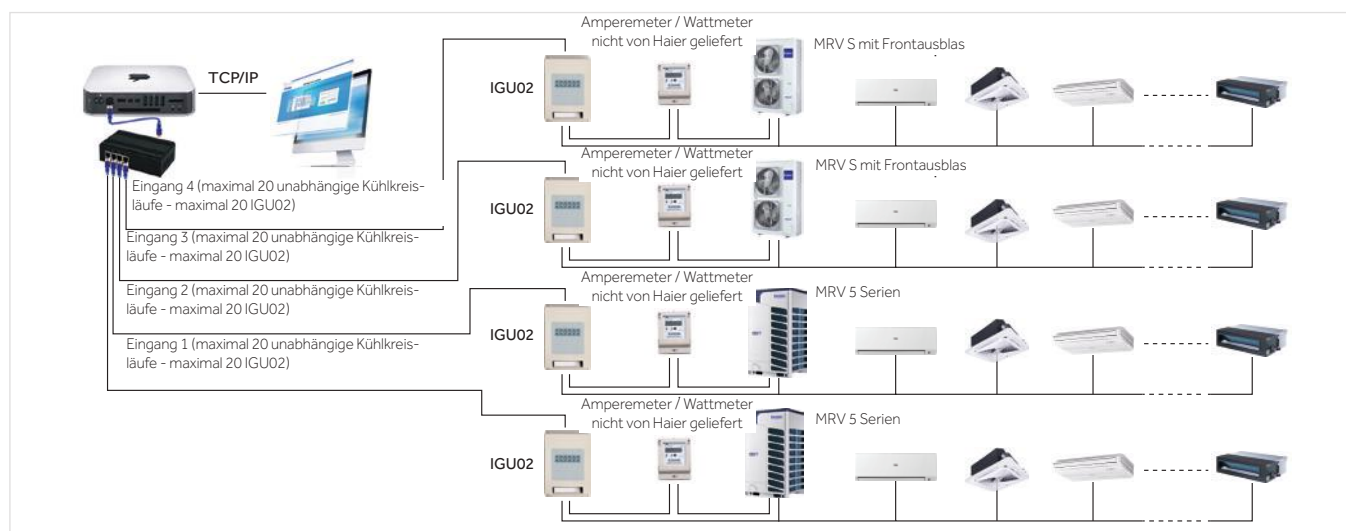 Amperemeter / Wattmeter
nicht von Haier geliefert
MRV S mit Frontausblas
TCP/IP
IGU02
Amperemeter / Wattmeter
nicht von Haier geliefert
MRV S mit Frontausblas
Eingang 4 (maximal 20 unabhängige Kühlkreis-
läufe - maximal 20 IGU02)
IGU02
Eingang 3 (maximal 20 unabhängige Kühlkreis-
läufe - maximal 20 IGU02)
Amperemeter / Wattmeter
nicht von Haier geliefert
MRV 5 Serien
Eingang 2 (maximal 20 unabhängige Kühlkreis-
läufe - maximal 20 IGU02)
IGU02
Eingang 1 (maximal 20 unabhängige Kühlkreis-
läufe - maximal 20 IGU02)
Amperemeter / Wattmeter
nicht von Haier geliefert
MRV 5 Serien
IGU02